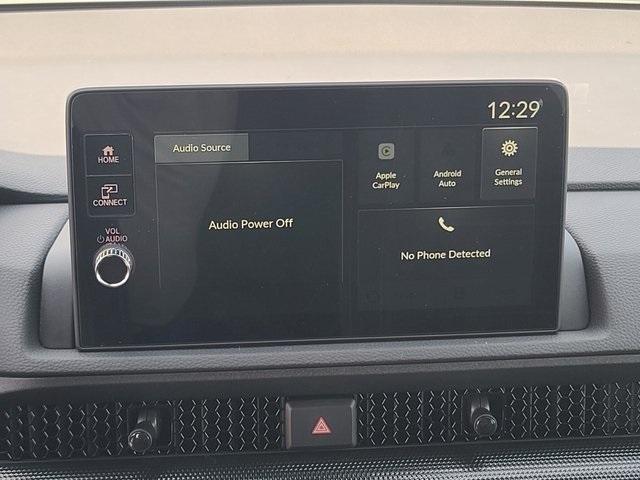 12:29
HOME
CONNECT
VOL
AUDIO
Audio Source
Audio Power Off
Apple
CarPlay
Android
Auto
General
Settings
No Phone Detected